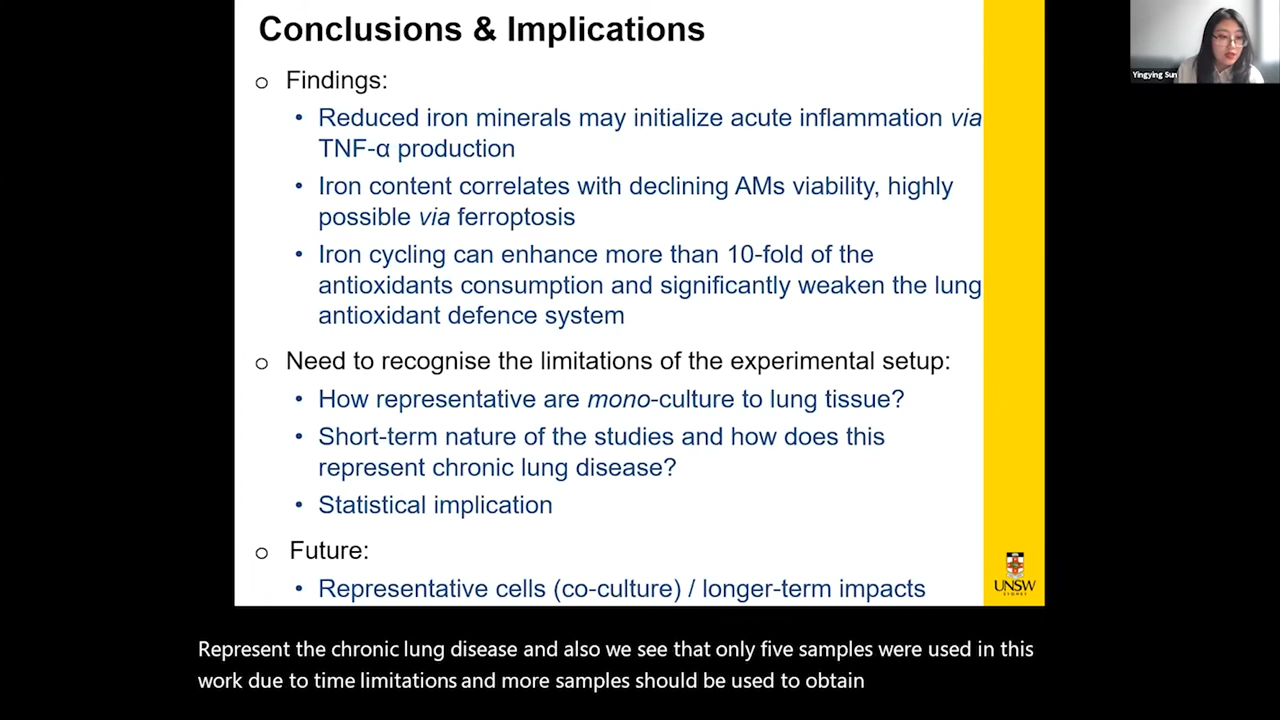 Conclusions & Implications
Yingying Sun
o Findings:
• Reduced iron minerals may initialize acute inflammation via
TNF-α production
• Iron content correlates with declining AMs viability, highly
possible via ferroptosis
• Iron cycling can enhance more than 10-fold of the
antioxidants consumption and significantly weaken the lung
antioxidant defence system
o Need to recognise the limitations of the experimental setup:
• How representative are mono-culture to lung tissue?
• Short-term nature of the studies and how does this
represent chronic lung disease?
• Statistical implication
o Future:
• Representative cells (co-culture) / longer-term impacts
UNSW
SYDNEY
Represent the chronic lung disease and also we see that only five samples were used in this
work due to time limitations and more samples should be used to obtain